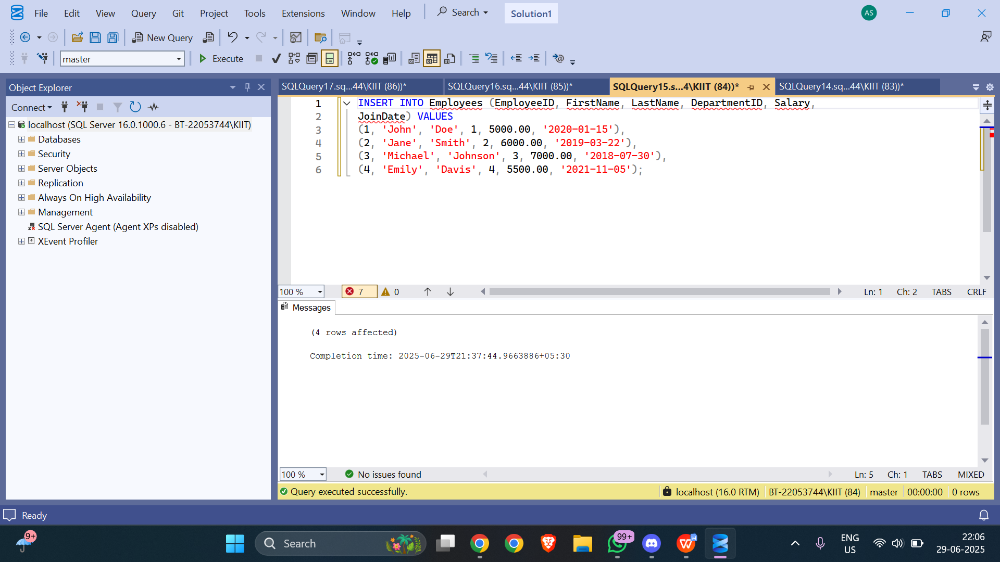 File Edit View Query Git Project Tools Extensions Window Help Search Solution1 AS
New Query
master Execute
Object Explorer
Connect
localhost (SQL Server 16.0.1000.6 - BT-22053744\KIIT)
Databases
Security
Server Objects
Replication
Always On High Availability
Management
SQL Server Agent (Agent XPs disabled)
XEvent Profiler
SQLQuery17.sq...44\KIIT (86))* SQLQuery16.sq...44\KIIT (85))* SQLQuery15.s...4\KIIT (84))* SQLQuery14.sq...44\KIIT (83))*
1 INSERT INTO Employees (EmployeeID, FirstName, LastName, DepartmentID, Salary,
2 JoinDate) VALUES
3 (1, 'John', 'Doe', 1, 5000.00, '2020-01-15'),
4 (2, 'Jane', 'Smith', 2, 6000.00, '2019-03-22'),
5 (3, 'Michael', 'Johnson', 3, 7000.00, '2018-07-30'),
6 (4, 'Emily', 'Davis', 4, 5500.00, '2021-11-05');
100 % 7 0 Ln: 1 Ch: 2 TABS CRLF
Messages
(4 rows affected)
Completion time: 2025-06-29T21:37:44.9663886+05:30
100 % No issues found Ln: 5 Ch: 1 TABS MIXED
Query executed successfully. localhost (16.0 RTM) BT-22053744\KIIT (84) master 00:00:00 0 rows
Ready
9+ Search 99+ W ENG US 22:06 29-06-2025